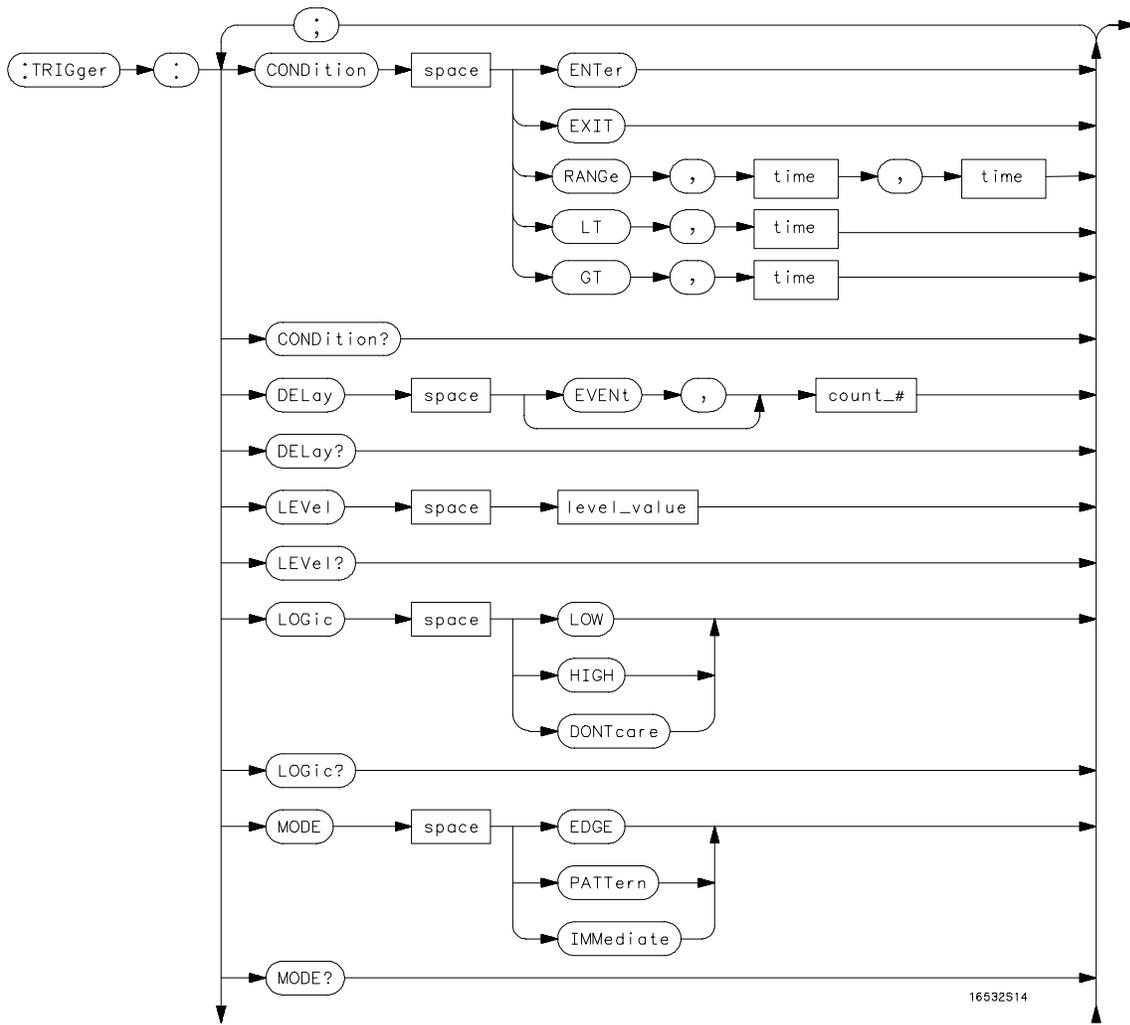 ;
:TRIGger : CONDition space ENTer
EXIT
RANGe , time , time
LT , time
GT , time
CONDition?
DELay space EVENt , count_#
DELay?
LEVel space level_value
LEVel?
LOGic space LOW
HIGH
DONTcare
LOGic?
MODE space EDGE
PATTern
IMMediate
MODE?
16532S14